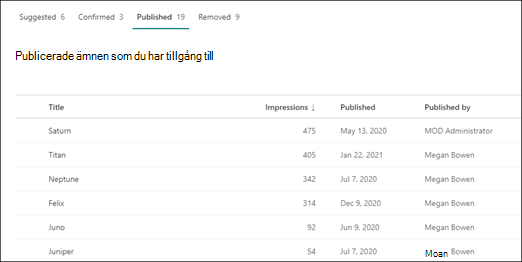 Suggested 6 Confirmed 3 Published 19 Removed 9
Publicerade ämnen som du har tillgång till
Title Impressions ↓ Published Published by
Saturn 475 May 13, 2020 MOD Administrator
Titan 405 Jan 22, 2021 Megan Bowen
Neptune 342 Jul 7, 2020 Megan Bowen
Felix 314 Dec 9, 2020 Megan Bowen
Juno 92 Jun 9, 2020 Megan Bowen
Juniper 54 Jul 7, 2020 Moan Bowen